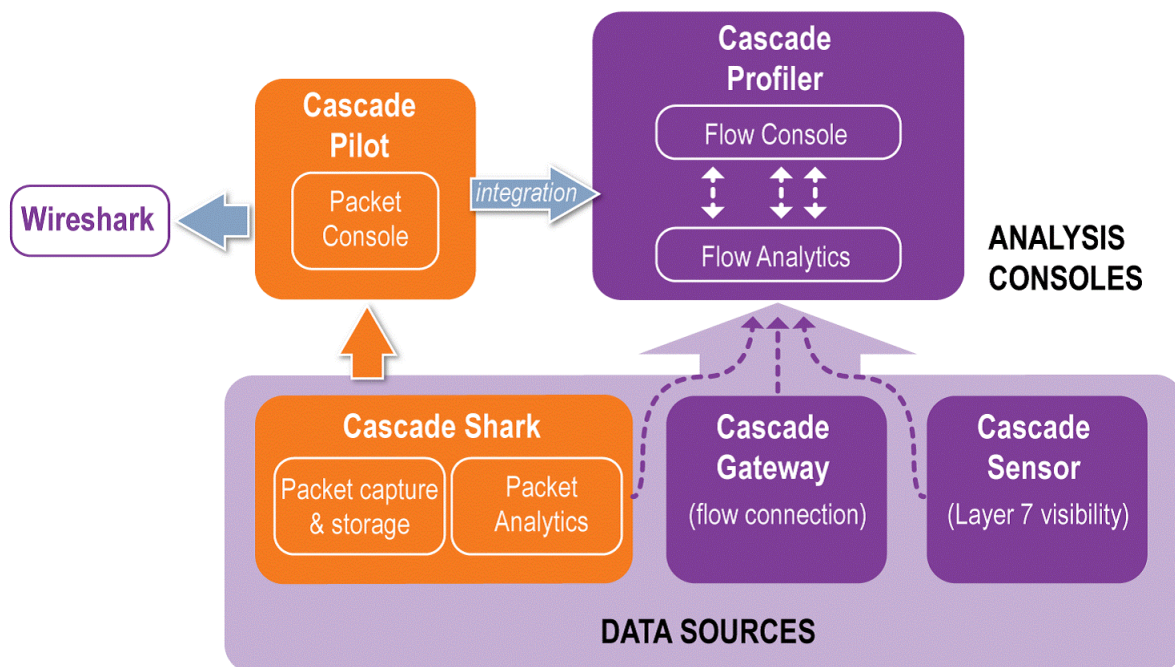 Cascade
Profiler
Flow Console
Flow Analytics
Cascade
Pilot
Packet
Console
integration
Wireshark
ANALYSIS
CONSOLES
Cascade Shark
Packet capture
& storage
Packet
Analytics
Cascade
Gateway
(flow connection)
Cascade
Sensor
(Layer 7 visibility)
DATA SOURCES